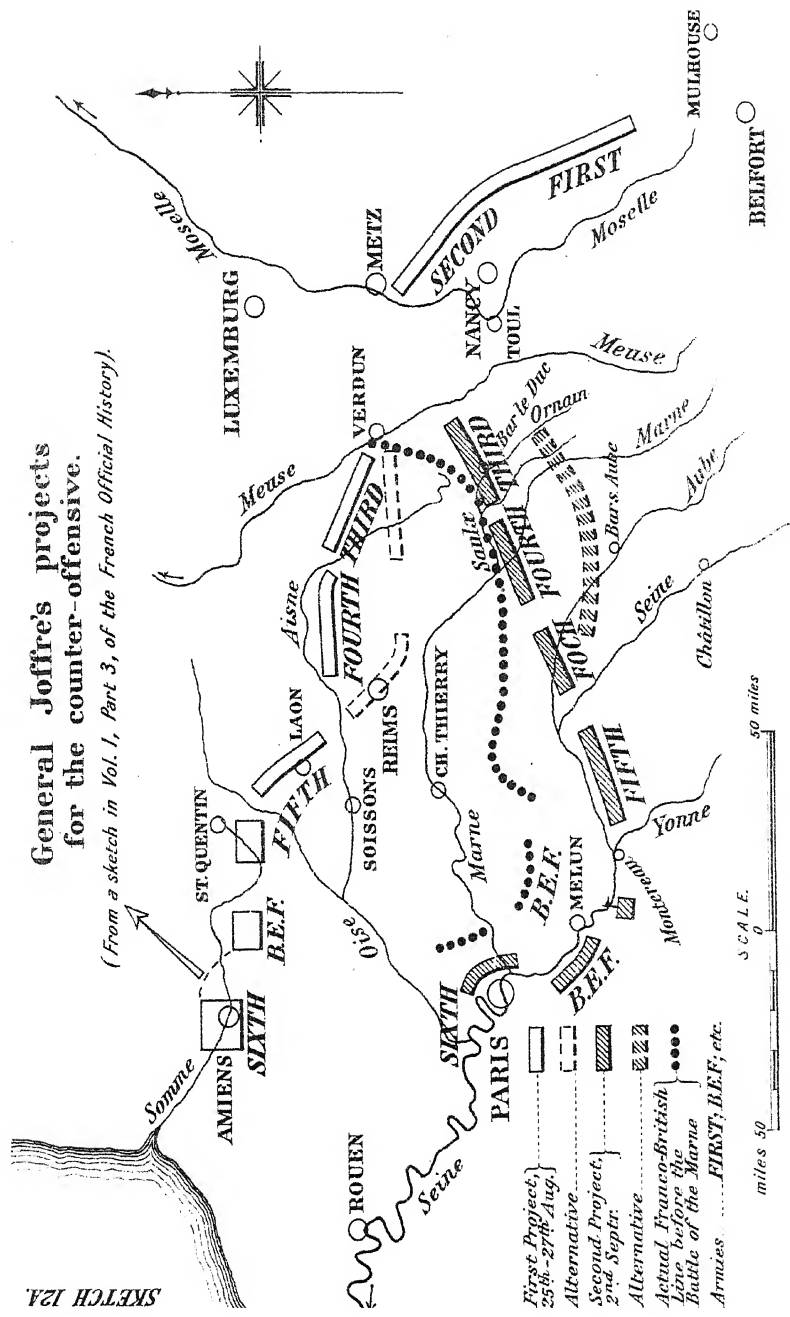 SKETCH 12A.
General Joffre's projects
for the counter-offensive.
(From a sketch in Vol. 1, Part 3, of the French Official History).
Somme
AMIENS
SIXTH
B.E.F.
ST. QUENTIN
FIFTH
LAON
Oise
SOISSONS
REIMS
Aisne
FOURTH
THIRD
Meuse
VERDUN
LUXEMBURG
Moselle
METZ
SECOND
FIRST
NANCY
TOUL
Moselle
MULHOUSE
BELFORT
ROUEN
Seine
PARIS
SIXTH
Marne
CH. THIERRY
B.E.F.
MELUN
B.E.F.
Montereau
Yonne
FIFTH
FOCH
FOURTH
THIRD
Saulx
Bar le Duc
Ornain
Meuse
Marne
Aube
Bar s. Aube
Seine
Châtillon
First Project,
25th-27th Aug.
Alternative
Second Project,
2nd Septr.
Alternative
Actual Franco-British
Line before the
Battle of the Marne
Armies FIRST; B.E.F.; etc.
SCALE.
miles 50 0 50 miles